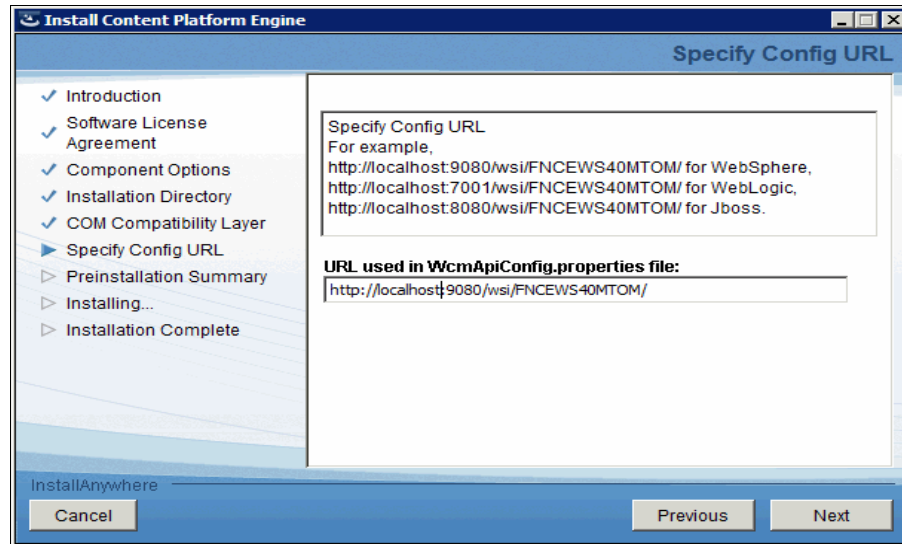 Install Content Platform Engine
Specify Config URL
Introduction
Software License
Agreement
Component Options
Installation Directory
COM Compatibility Layer
Specify Config URL
Preinstallation Summary
Installing...
Installation Complete
Specify Config URL
For example,
http://localhost:9080/wsi/FNCEWS40MTOM/ for WebSphere,
http://localhost:7001/wsi/FNCEWS40MTOM/ for WebLogic,
http://localhost:8080/wsi/FNCEWS40MTOM/ for Jboss.
URL used in WcmApiConfig.properties file:
http://localhost:9080/wsi/FNCEWS40MTOM/
InstallAnywhere
Cancel
Previous
Next